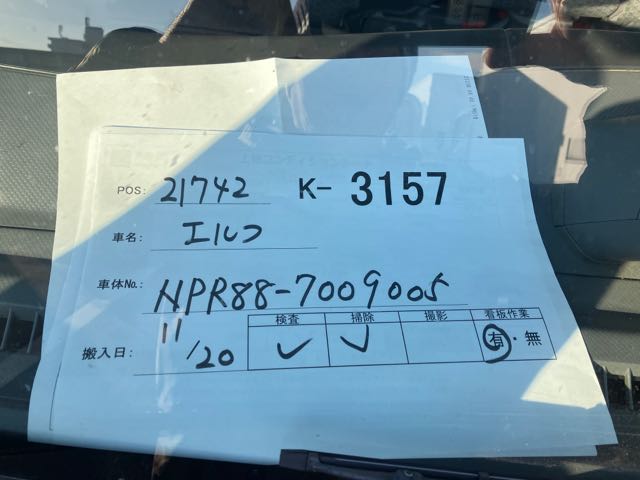 POS: 21742 K- 3157
車名: エルフ
車体No.: NPR88-7009005
検査 掃除 撮影 看板作業
搬入日: 11/20 ✓ ✓ 有・無